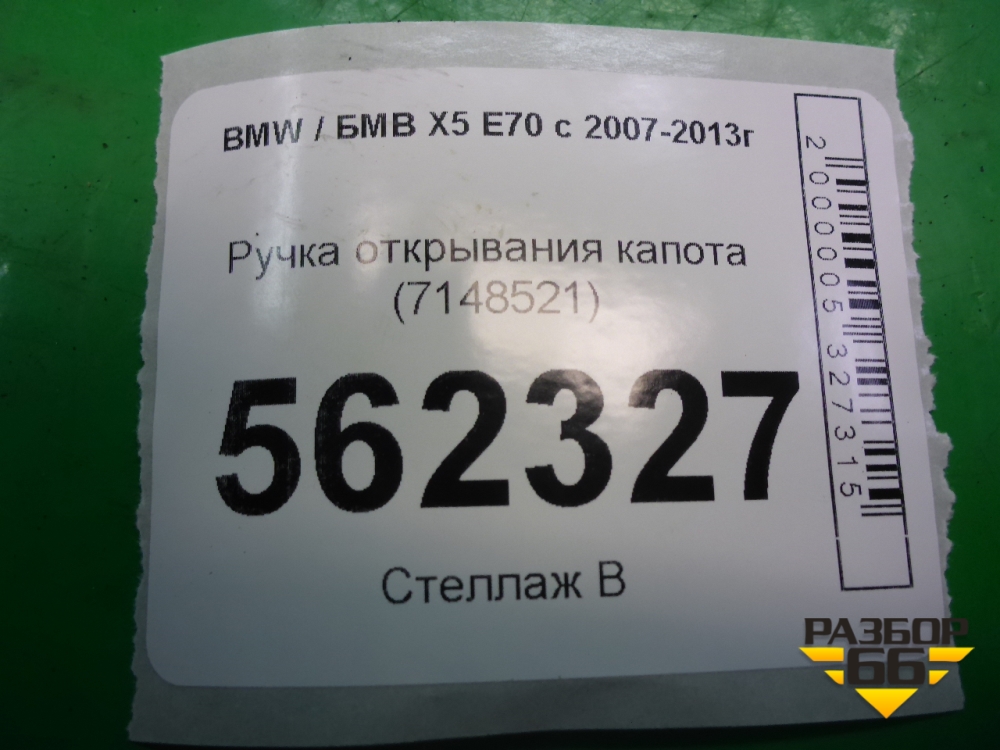 BMW / БМВ X5 E70 с 2007-2013г
Ручка открывания капота
(7148521)
562327
Стеллаж В
2000005327315
РАЗБОР
66